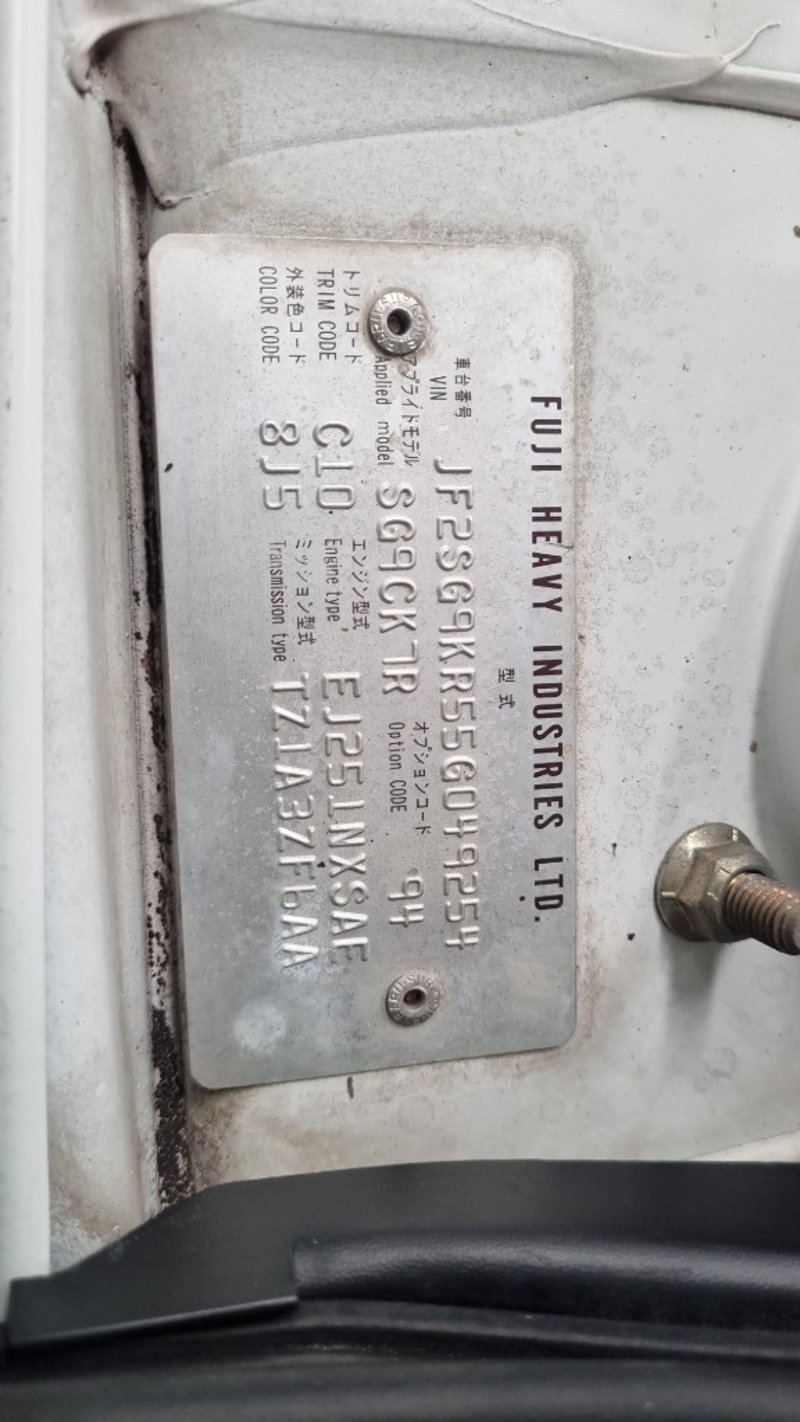 FUJI HEAVY INDUSTRIES LTD.
型式
車台番号
VIN JF2SG9KR55G049254
アプライドモデル オプションコード
Applied model SG9CK7R Option CODE 94
トリムコード エンジン型式
TRIM CODE C10 Engine type EJ251NXSAF
外装色コード ミッション型式
COLOR CODE 8J5 Transmission type TZ1A3ZF6AA